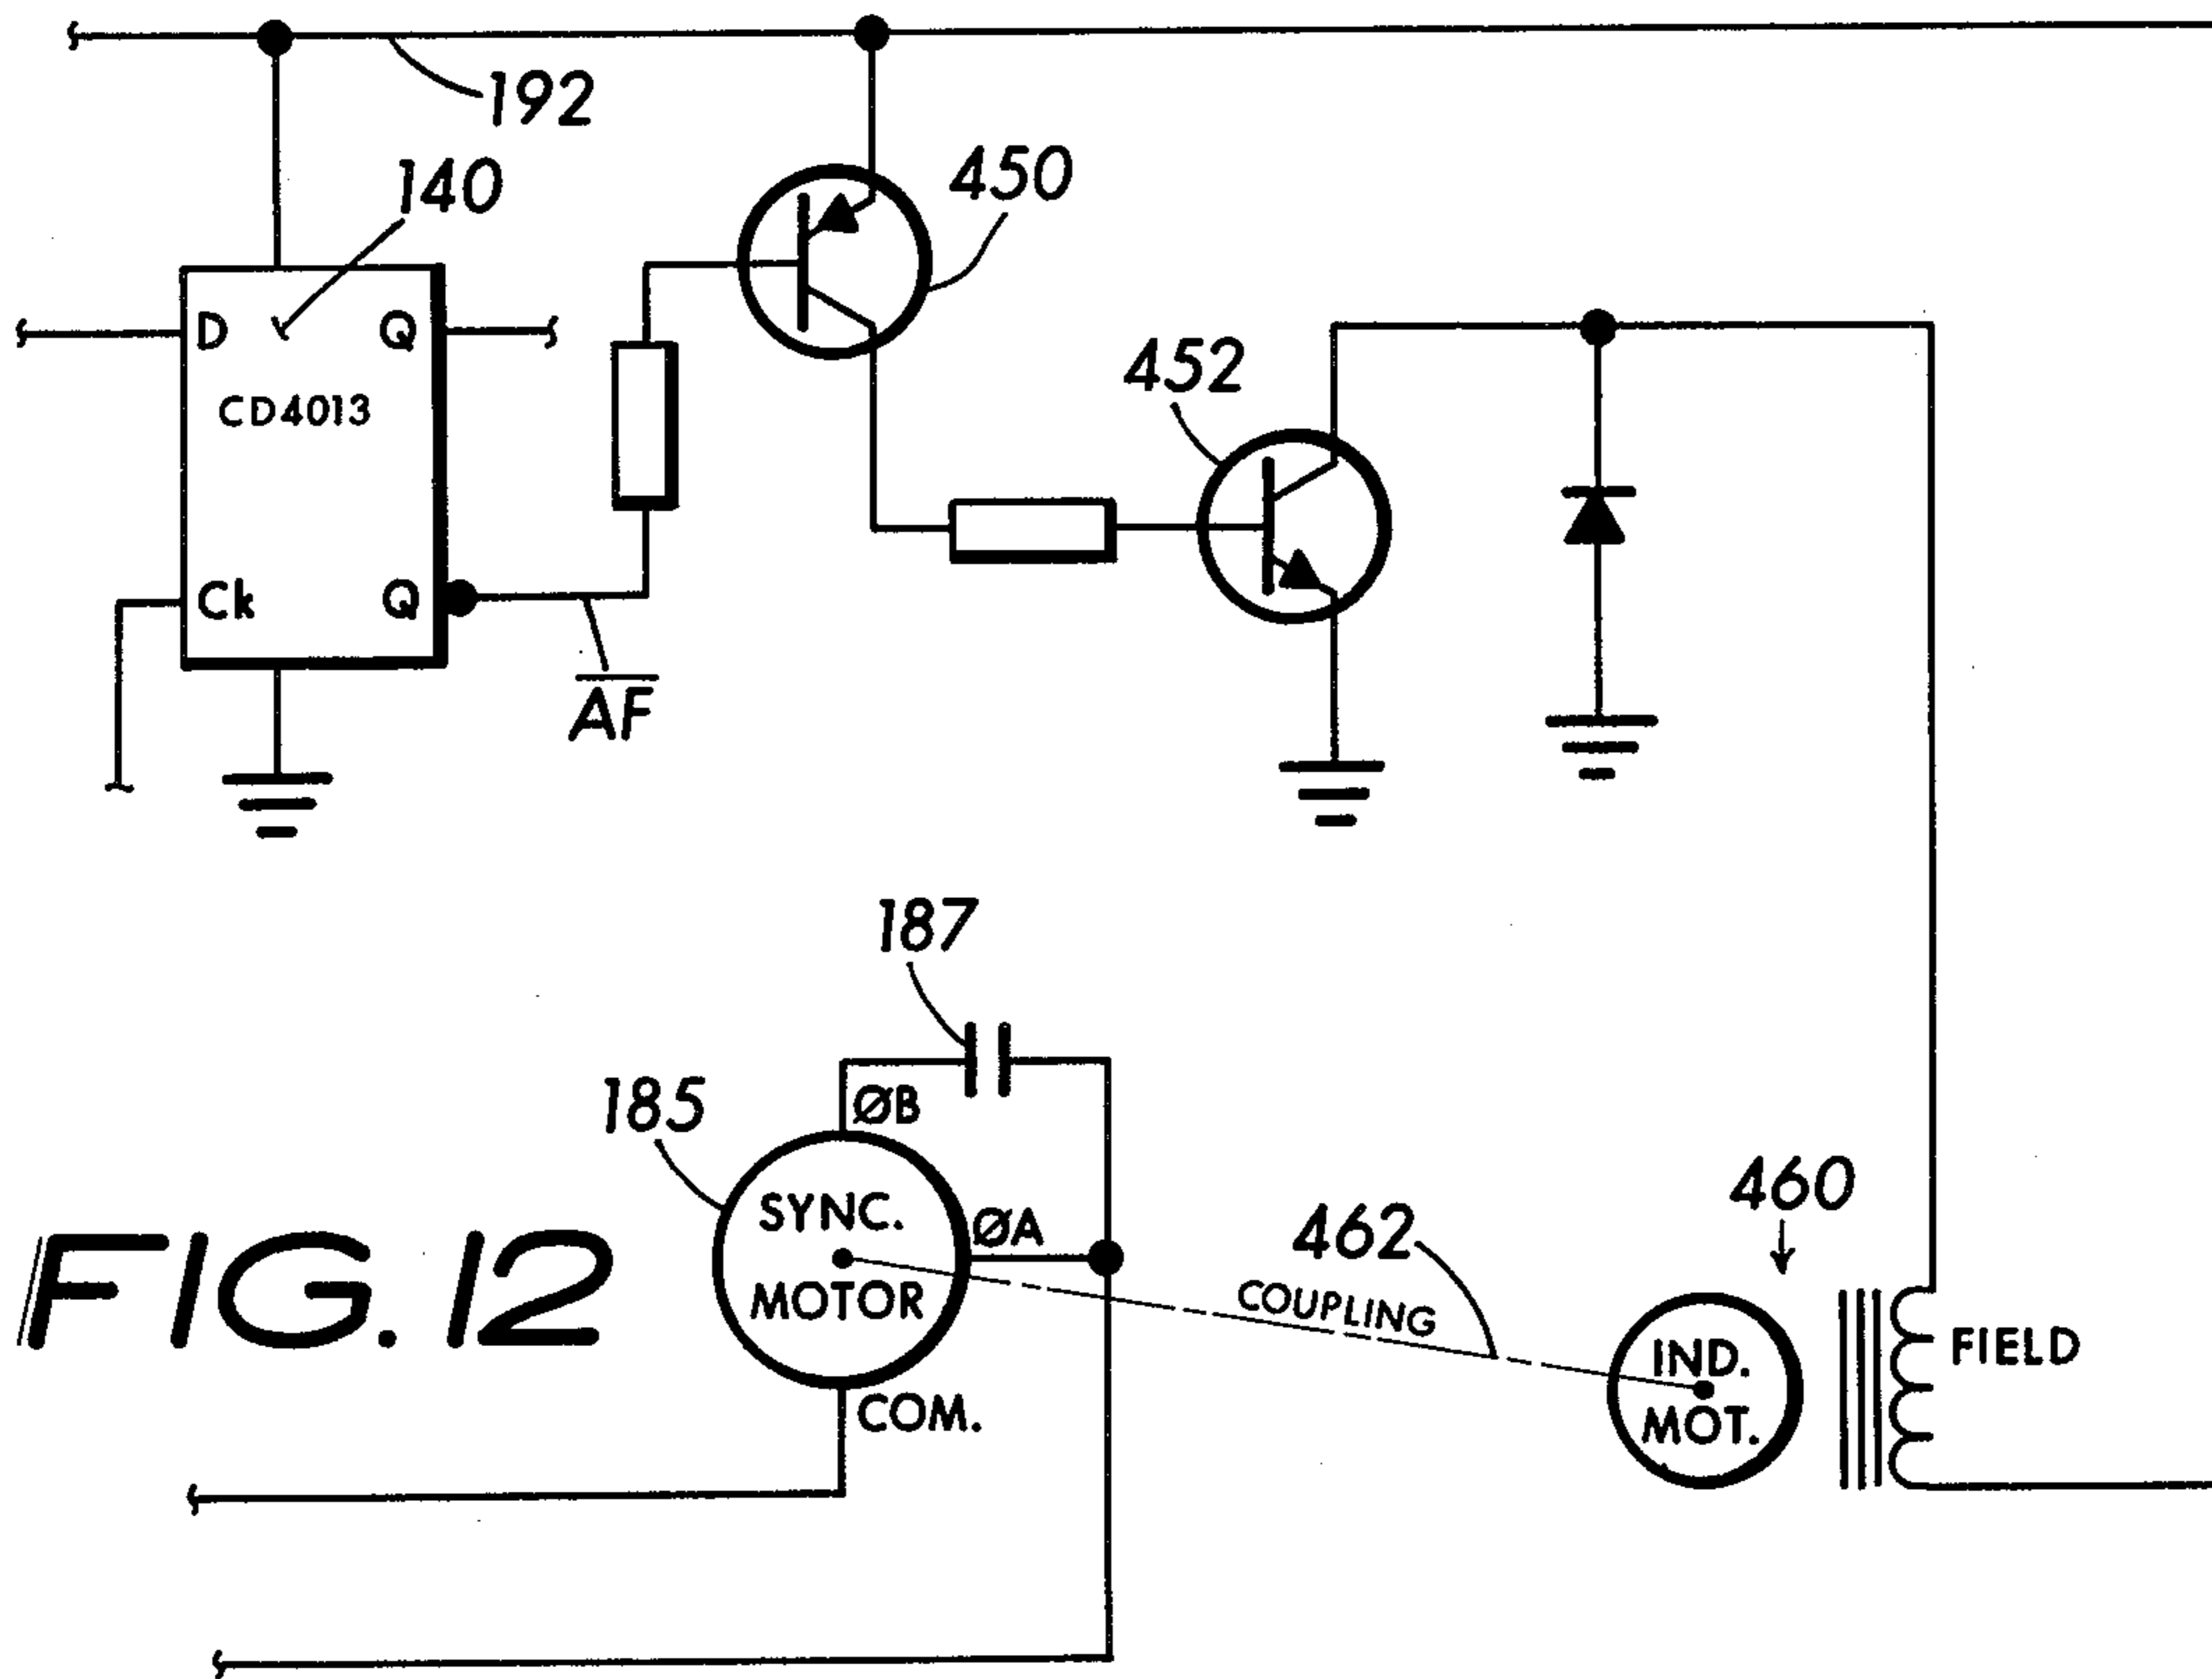 192
140
450
D
Q
CD4013
452
Ck
Q
A̅F̅
187
ØB
185
SYNC.
MOTOR
ØA
462
460
COUPLING
FIG. 12
IND.
MOT.
FIELD
COM.